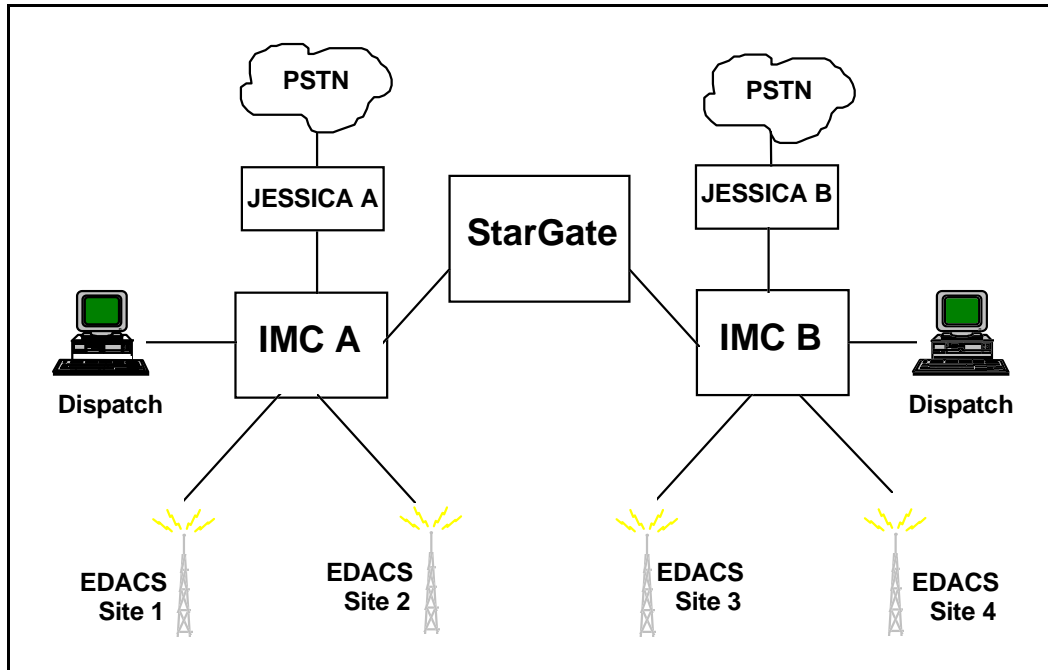 PSTN
PSTN
JESSICA A
JESSICA B
StarGate
IMC A
IMC B
Dispatch
Dispatch
EDACS
Site 1
EDACS
Site 2
EDACS
Site 3
EDACS
Site 4